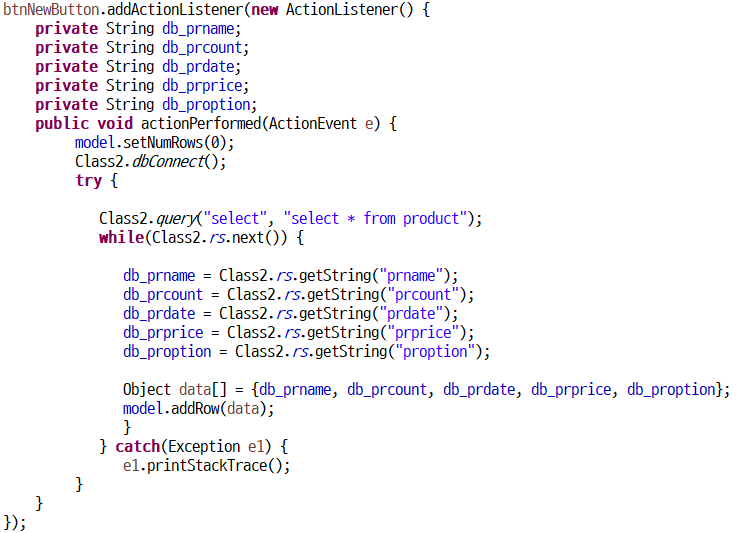 btnNewButton.addActionListener(new ActionListener() {
private String db_prname;
private String db_prcount;
private String db_prdate;
private String db_prprice;
private String db_proption;
public void actionPerformed(ActionEvent e) {
model.setNumRows(0);
Class2.dbConnect();
try {
Class2.query("select", "select * from product");
while(Class2.rs.next()) {
db_prname = Class2.rs.getString("prname");
db_prcount = Class2.rs.getString("prcount");
db_prdate = Class2.rs.getString("prdate");
db_prprice = Class2.rs.getString("prprice");
db_proption = Class2.rs.getString("proption");
Object data[] = {db_prname, db_prcount, db_prdate, db_prprice, db_proption};
model.addRow(data);
}
} catch(Exception e1) {
e1.printStackTrace();
}
}
});